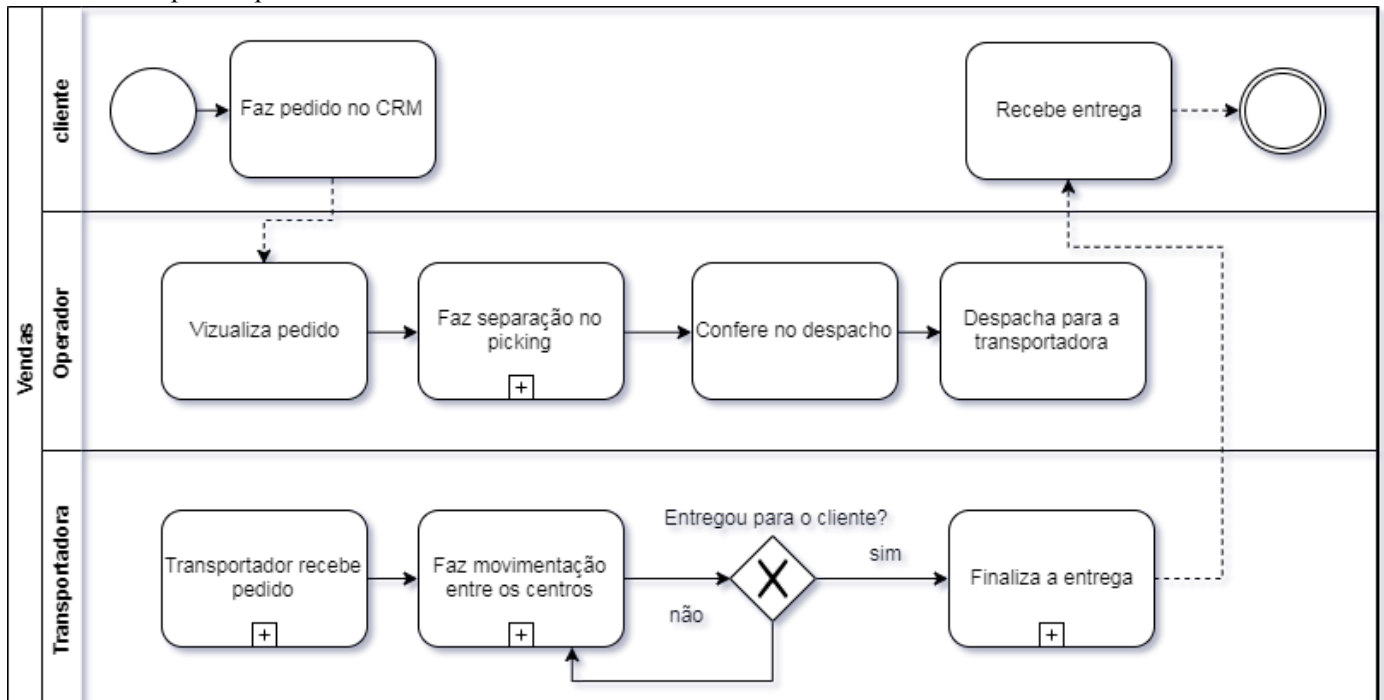 Vendas
cliente
Faz pedido no CRM
Recebe entrega
Operador
Vizualiza pedido
Faz separação no
picking
Confere no despacho
Despacha para a
transportadora
Transportadora
Transportador recebe
pedido
Faz movimentação
entre os centros
Entregou para o cliente?
sim
não
Finaliza a entrega